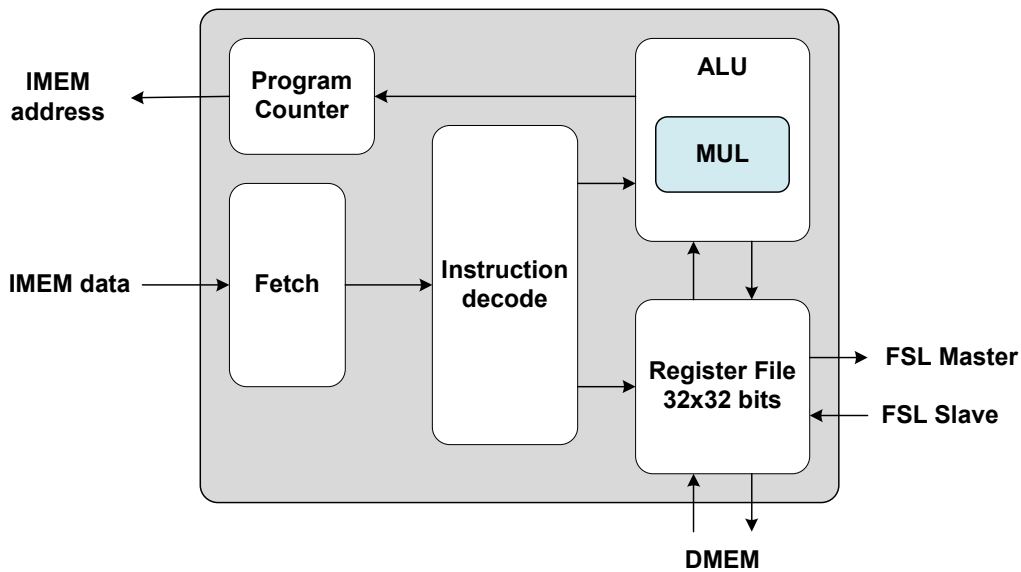 IMEM
address
Program
Counter
ALU
MUL
IMEM data
Fetch
Instruction
decode
Register File
32x32 bits
FSL Master
FSL Slave
DMEM